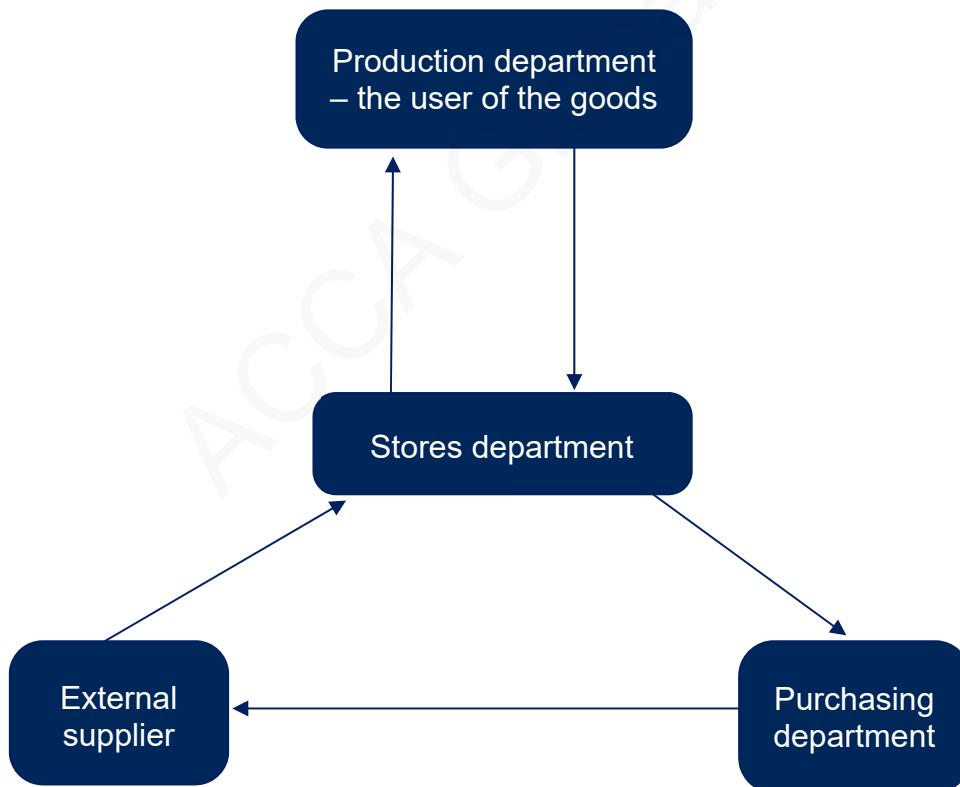 Production department
– the user of the goods
Stores department
External
supplier
Purchasing
department